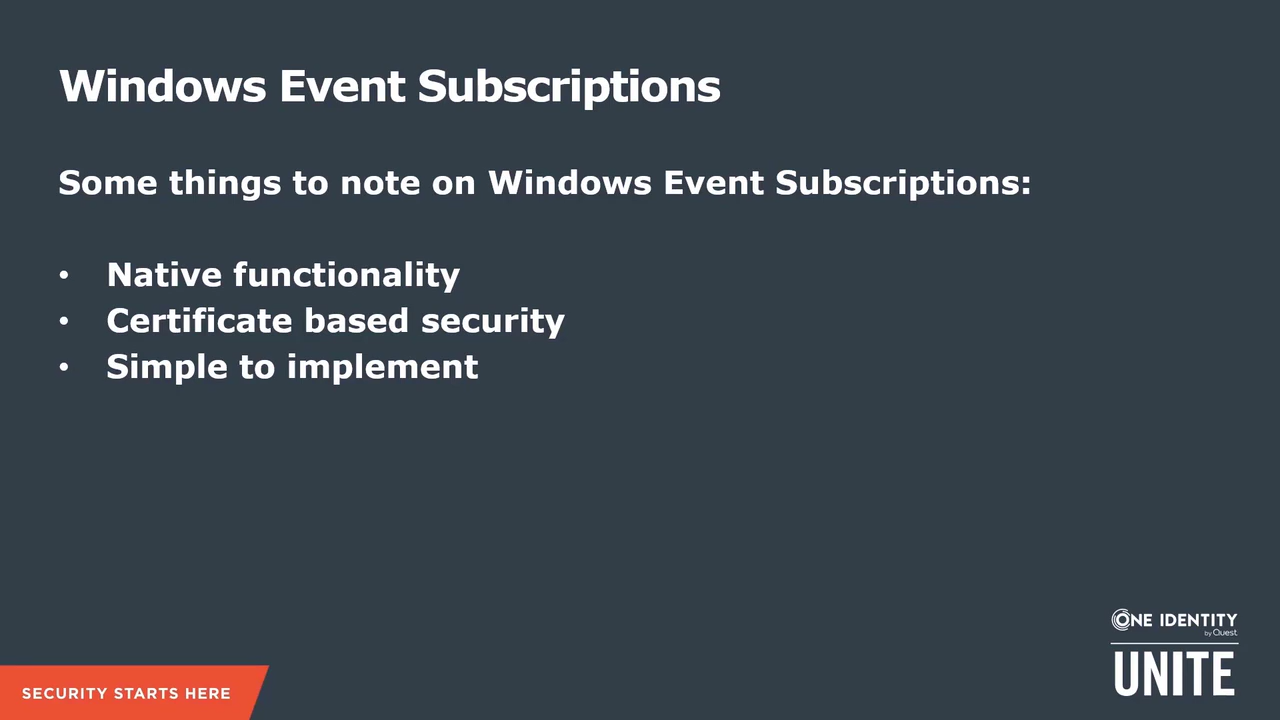 Windows Event Subscriptions
Some things to note on Windows Event Subscriptions:
• Native functionality
• Certificate based security
• Simple to implement
ONE IDENTITY
by Quest
UNITE
SECURITY STARTS HERE